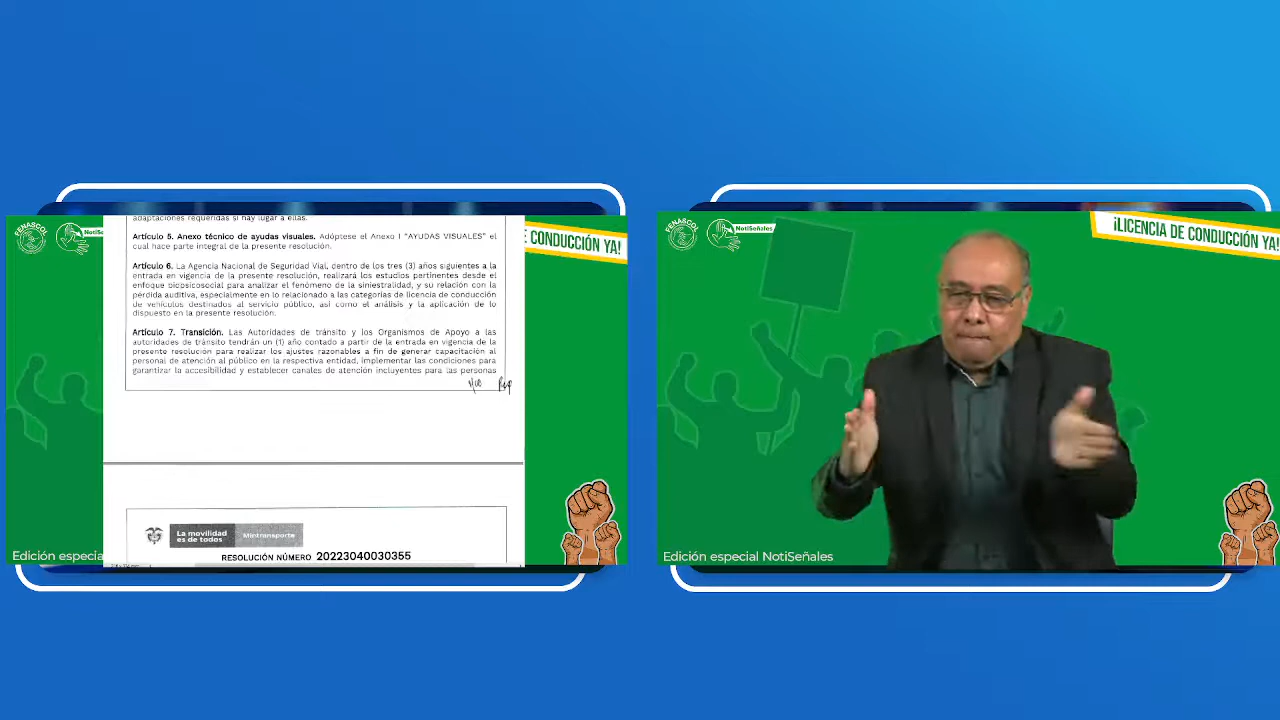 FENASCOL
NotiSe
E CONDUCCIÓN YA!
adaptaciones requeridas si hay lugar a ellas.
Artículo 5. Anexo técnico de ayudas visuales. Adóptese el Anexo I "AYUDAS VISUALES" el
cual hace parte integral de la presente resolución.
Artículo 6. La Agencia Nacional de Seguridad Vial, dentro de los tres (3) años siguientes a la
entrada en vigencia de la presente resolución, realizará los estudios pertinentes desde el
enfoque biopsicosocial para analizar el fenómeno de la siniestralidad, y su relación con la
perdida auditiva, especialmente en lo relacionado a las categorías de licencia de conducción
de vehículos destinados al servicio público, así como el análisis y la aplicación de lo
dispuesto en la presente resolución.
Artículo 7. Transición. Las Autoridades de tránsito y los Organismos de Apoyo a las
autoridades de tránsito tendrán un (1) año contado a partir de la entrada en vigencia de la
presente resolución para realizar los ajustes razonables a fin de generar capacitación al
personal de atención al público en la respectiva entidad, implementar las condiciones para
garantizar la accesibilidad y establecer canales de atención incluyentes para las personas
La movilidad
es de todos
Mintransporte
RESOLUCIÓN NÚMERO 20223040030355
Edición especia
FENASCOL
NotiSeñales
¡LICENCIA DE CONDUCCIÓN YA!
Edición especial NotiSeñales